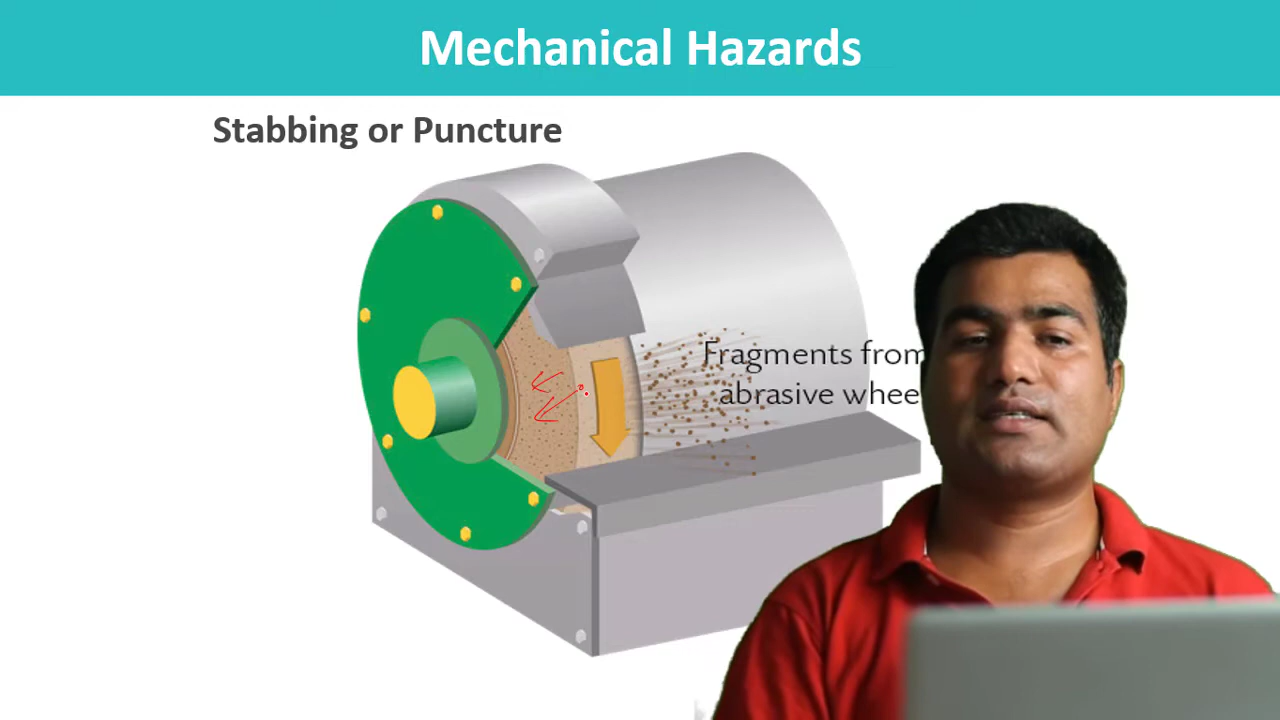 Mechanical Hazards
Stabbing or Puncture
Fragments from
abrasive whee